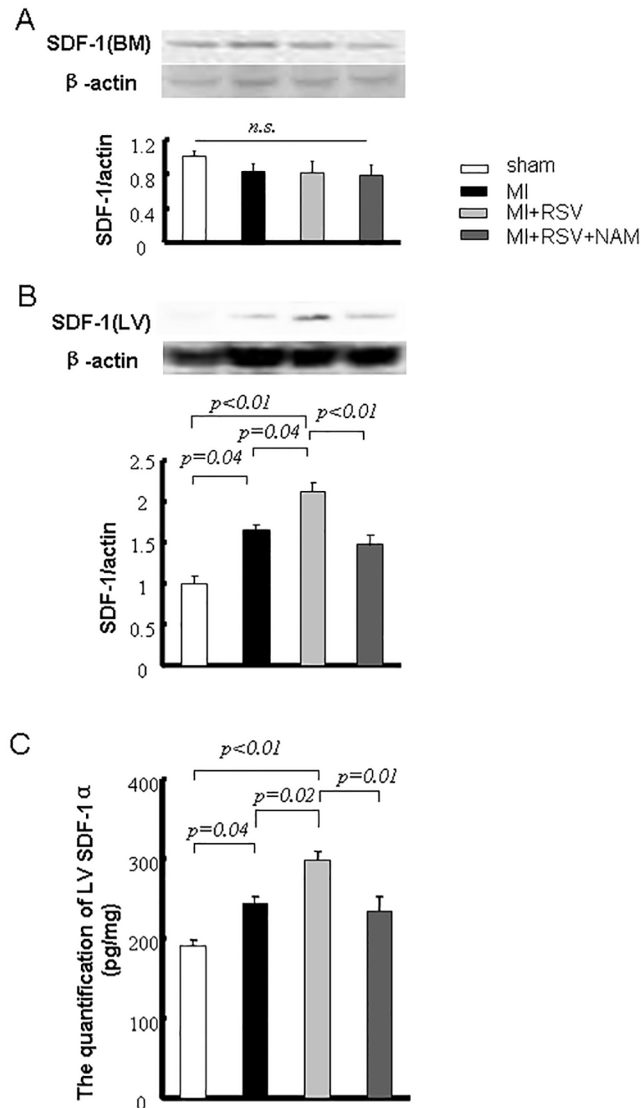 A
SDF-1(BM)
β-actin
n.s.
SDF-1/actin
1.2
0.8
0.4
0
sham
MI
MI+RSV
MI+RSV+NAM
B
SDF-1(LV)
β-actin
p<0.01
p<0.01
p=0.04
p=0.04
SDF-1/actin
2.5
2
1.5
1
0.5
0
C
p<0.01
p=0.01
p=0.02
p=0.04
The quantification of LV SDF-1α
(pg/mg)
400
300
200
100
0